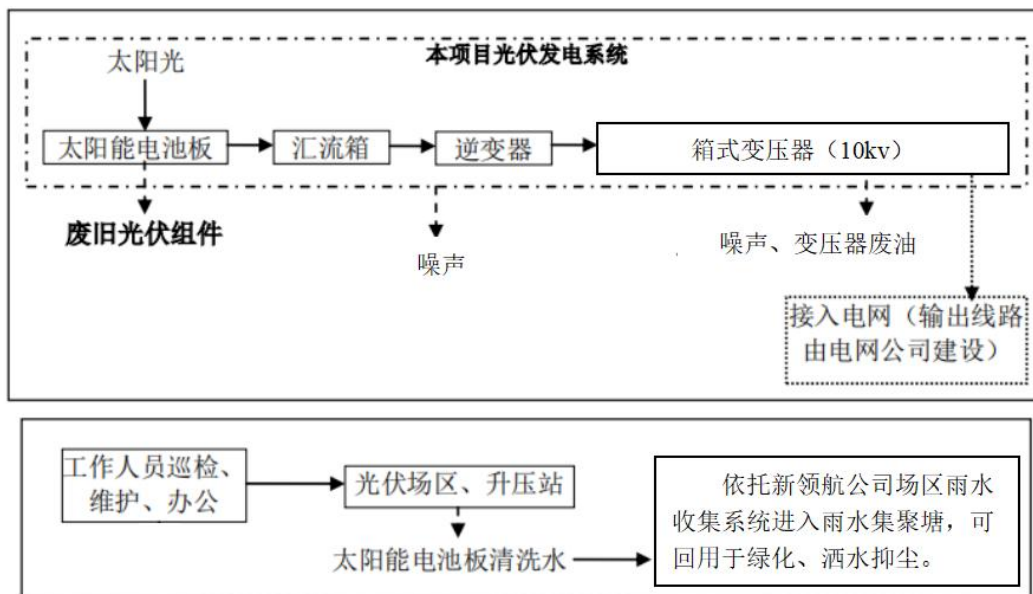 本项目光伏发电系统
太阳光
太阳能电池板
汇流箱
逆变器
箱式变压器（10kv）
废旧光伏组件
噪声
噪声、变压器废油
接入电网（输出线路
由电网公司建设）
工作人员巡检、
维护、办公
光伏场区、升压站
太阳能电池板清洗水
依托新领航公司场区雨水
收集系统进入雨水集聚塘，可
回用于绿化、洒水抑尘。